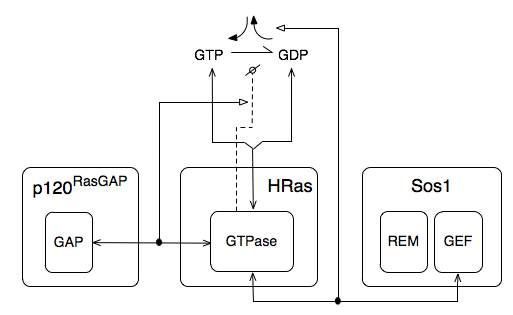 GTP GDP
p120RasGAP HRas Sos1
GAP GTPase REM GEF